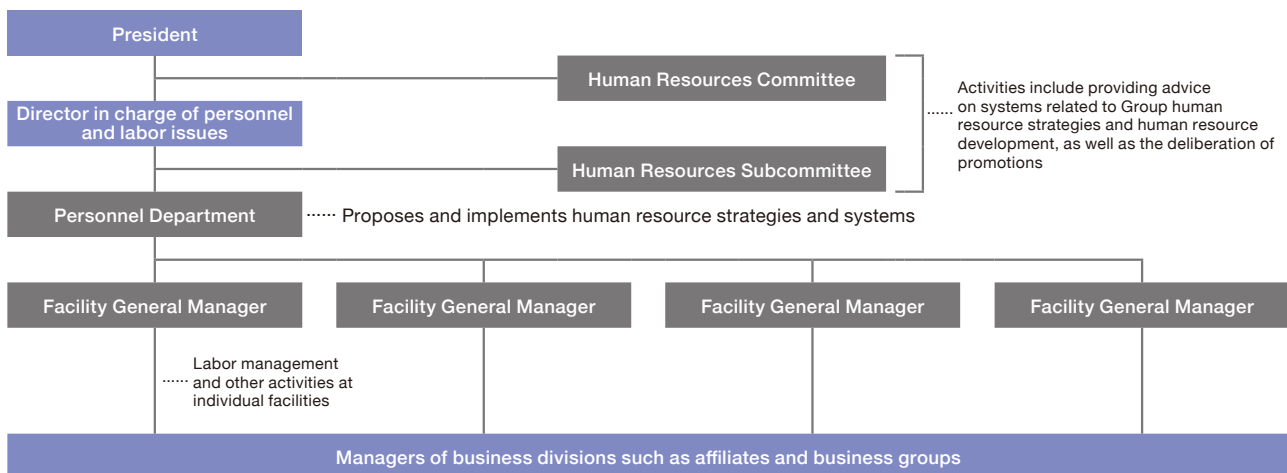 President
Human Resources Committee
Activities include providing advice
on systems related to Group human
resource strategies and human resource
development, as well as the deliberation of
promotions
Director in charge of personnel
and labor issues
Human Resources Subcommittee
Personnel Department
Proposes and implements human resource strategies and systems
Facility General Manager
Facility General Manager
Facility General Manager
Facility General Manager
Labor management
and other activities at
individual facilities
Managers of business divisions such as affiliates and business groups